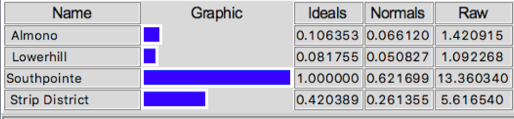 Name Graphic Ideals Normals Raw
Almono 0.106353 0.066120 1.420915
Lowerhill 0.081755 0.050827 1.092268
Southpointe 1.000000 0.621699 13.360340
Strip District 0.420389 0.261355 5.616540